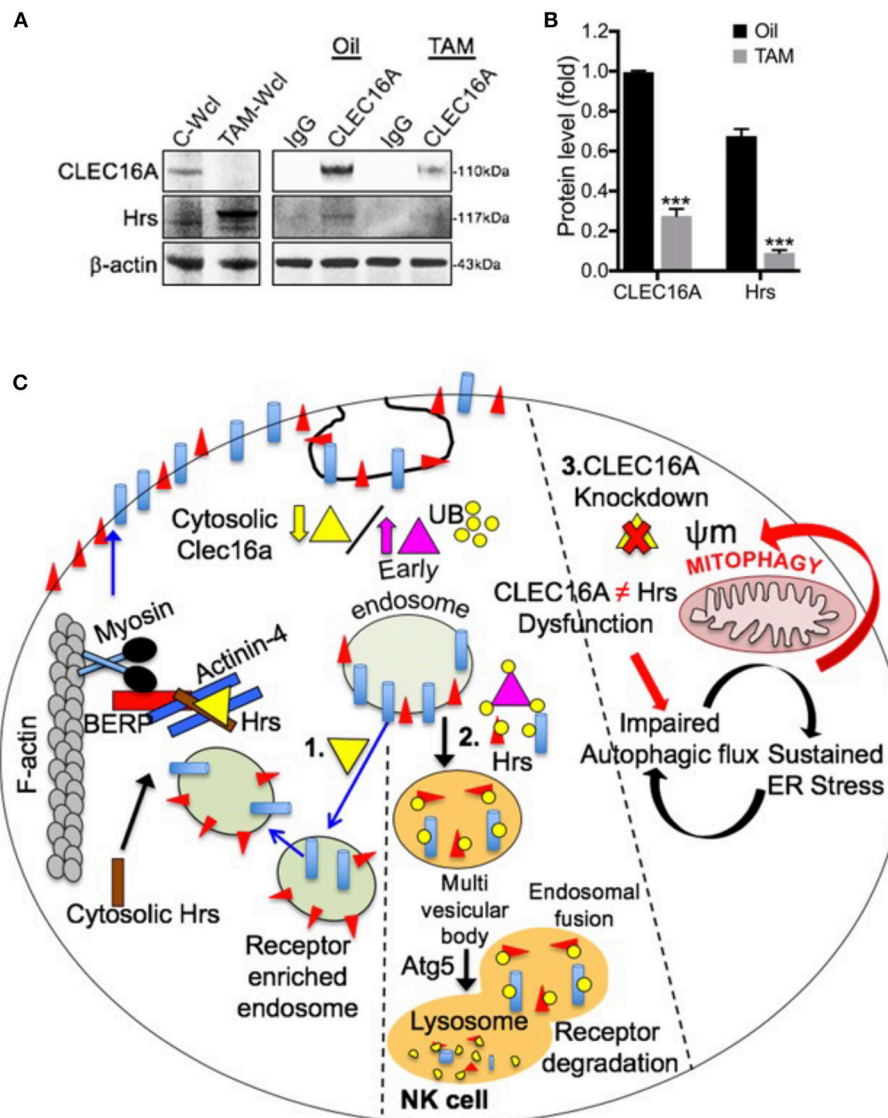 A
Oil
TAM
C-Wcl
TAM-Wcl
IgG
CLEC16A
IgG
CLEC16A
CLEC16A
-110kDa
Hrs
-117kDa
β-actin
-43kDa
B
Protein level (fold)
1.2
1.0
0.8
0.6
0.4
0.2
0.0
Oil
TAM
***
***
CLEC16A
Hrs
C
Cytosolic
Clec16a
/
UB
Early
endosome
Myosin
Actinin-4
BERP
Hrs
F-actin
Cytosolic Hrs
1.
2.
Hrs
Receptor
enriched
endosome
Multi
vesicular
body
Atg5
Endosomal
fusion
Lysosome
Receptor
degradation
NK cell
3.CLEC16A
Knockdown
ψm
MITOPHAGY
CLEC16A ≠ Hrs
Dysfunction
Impaired
Autophagic flux
Sustained
ER Stress